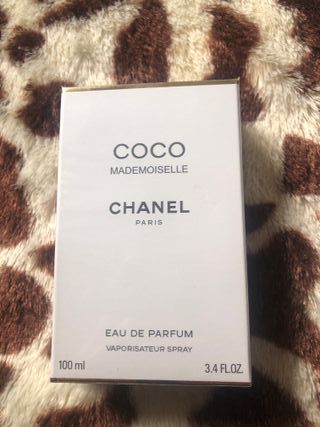 COCO
MADEMOISELLE
CHANEL
PARIS
EAU DE PARFUM
VAPORISATEUR SPRAY
100 ml 3.4 FL.OZ.